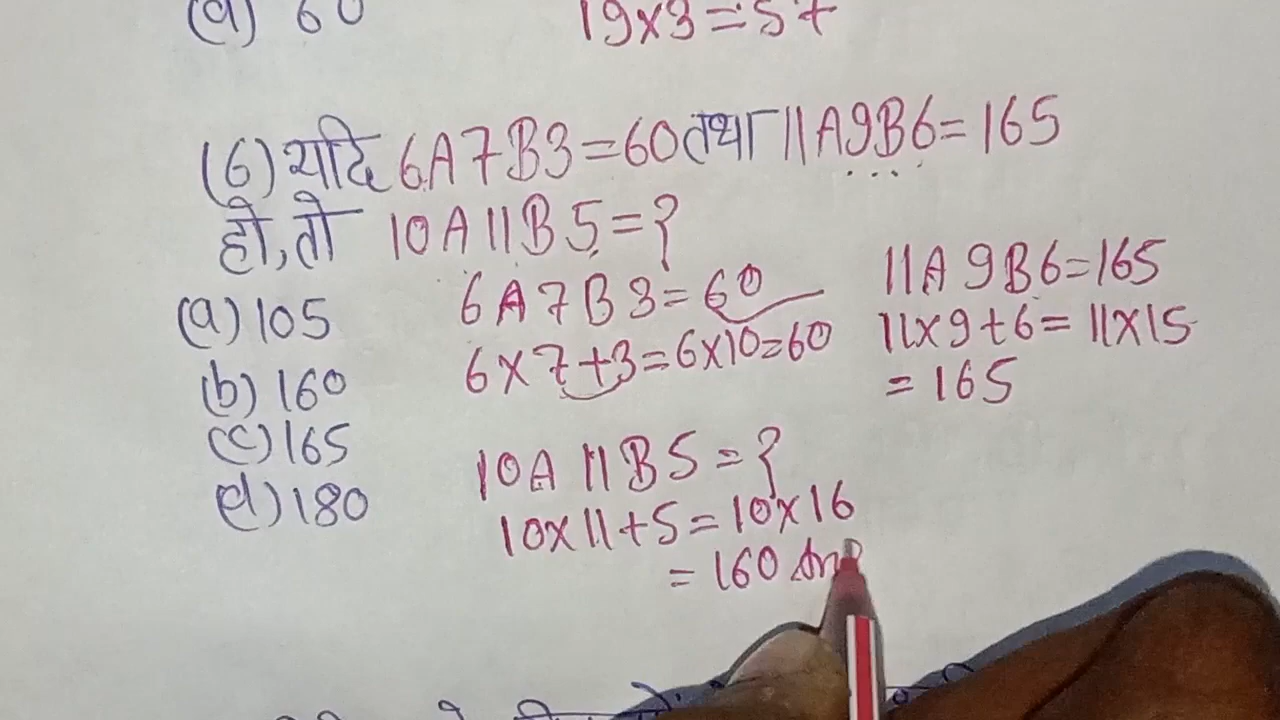 (d) 60 19x3=57
(6) यदि 6A7B3=60 तथा 11A9B6=165
हो, तो 10A11B5=?
(a) 105
(b) 160
(c) 165
(d) 180
6A7B3=60
6x7+3=6x10=60
11A9B6=165
11x9+6=11x15
=165
10A11B5=?
10x11+5=10x16
=160 Ans